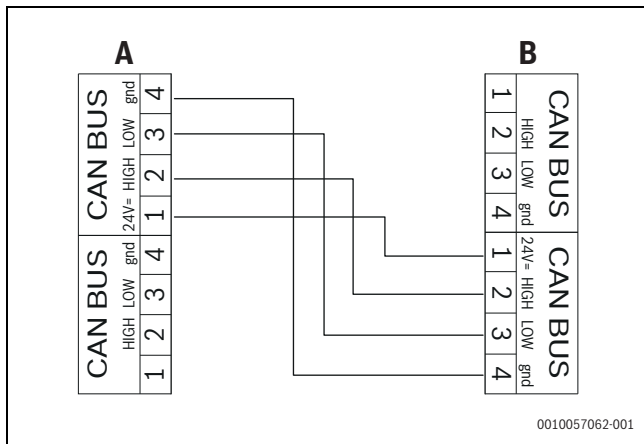 A
B
CAN BUS
4 gnd
3 LOW
2 HIGH
1 24V=
CAN BUS
4 gnd
3 LOW
2 HIGH
1
1
2 HIGH
3 LOW
4 gnd
CAN BUS
1 24V=
2 HIGH
3 LOW
4 gnd
CAN BUS
0010057062-001